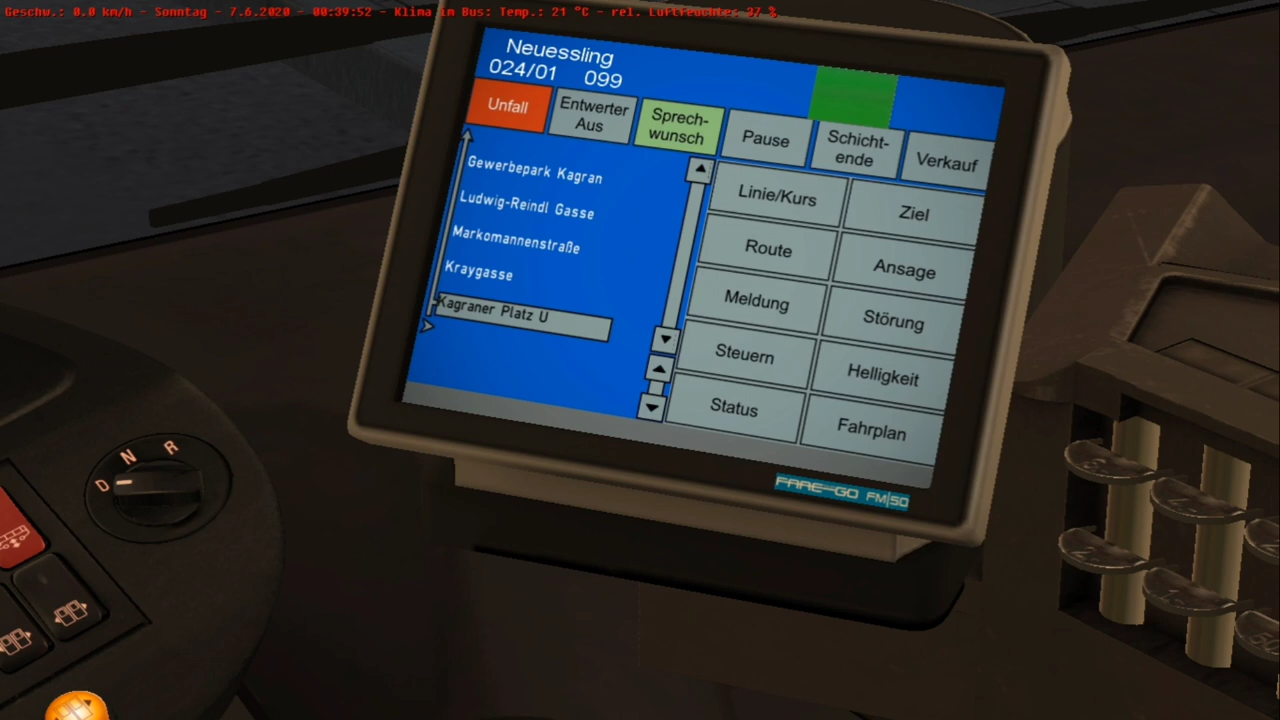 Geschw.: 0.0 km/h - Sonntag - 7.6.2020 - 00:39:52 - Klima im Bus: Temp.: 21 °C - rel. Luftfeuchte: 37 %
Neuessling
024/01 099
Unfall
Entwerter
Aus
Sprech-
wunsch
Pause
Schicht-
ende
Verkauf
Gewerbepark Kagran
Ludwig-Reindl Gasse
Markomannenstraße
Kraygasse
Kagraner Platz U
Linie/Kurs
Ziel
Route
Ansage
Meldung
Störung
Steuern
Helligkeit
Status
Fahrplan
FARE-GO FM|50
D N R